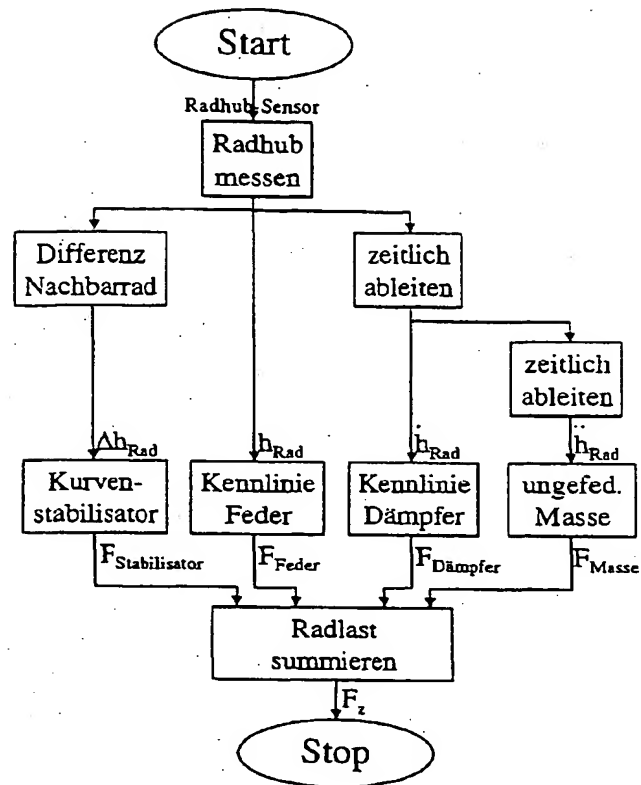 Start
Radhub-Sensor
Radhub
messen
Differenz
Nachbarrad
zeitlich
ableiten
zeitlich
ableiten
Δh_Rad
h_Rad
ḣ_Rad
ḧ_Rad
Kurven-
stabilisator
Kennlinie
Feder
Kennlinie
Dämpfer
ungefed.
Masse
F_Stabilisator
F_Feder
F_Dämpfer
F_Masse
Radlast
summieren
F_z
Stop